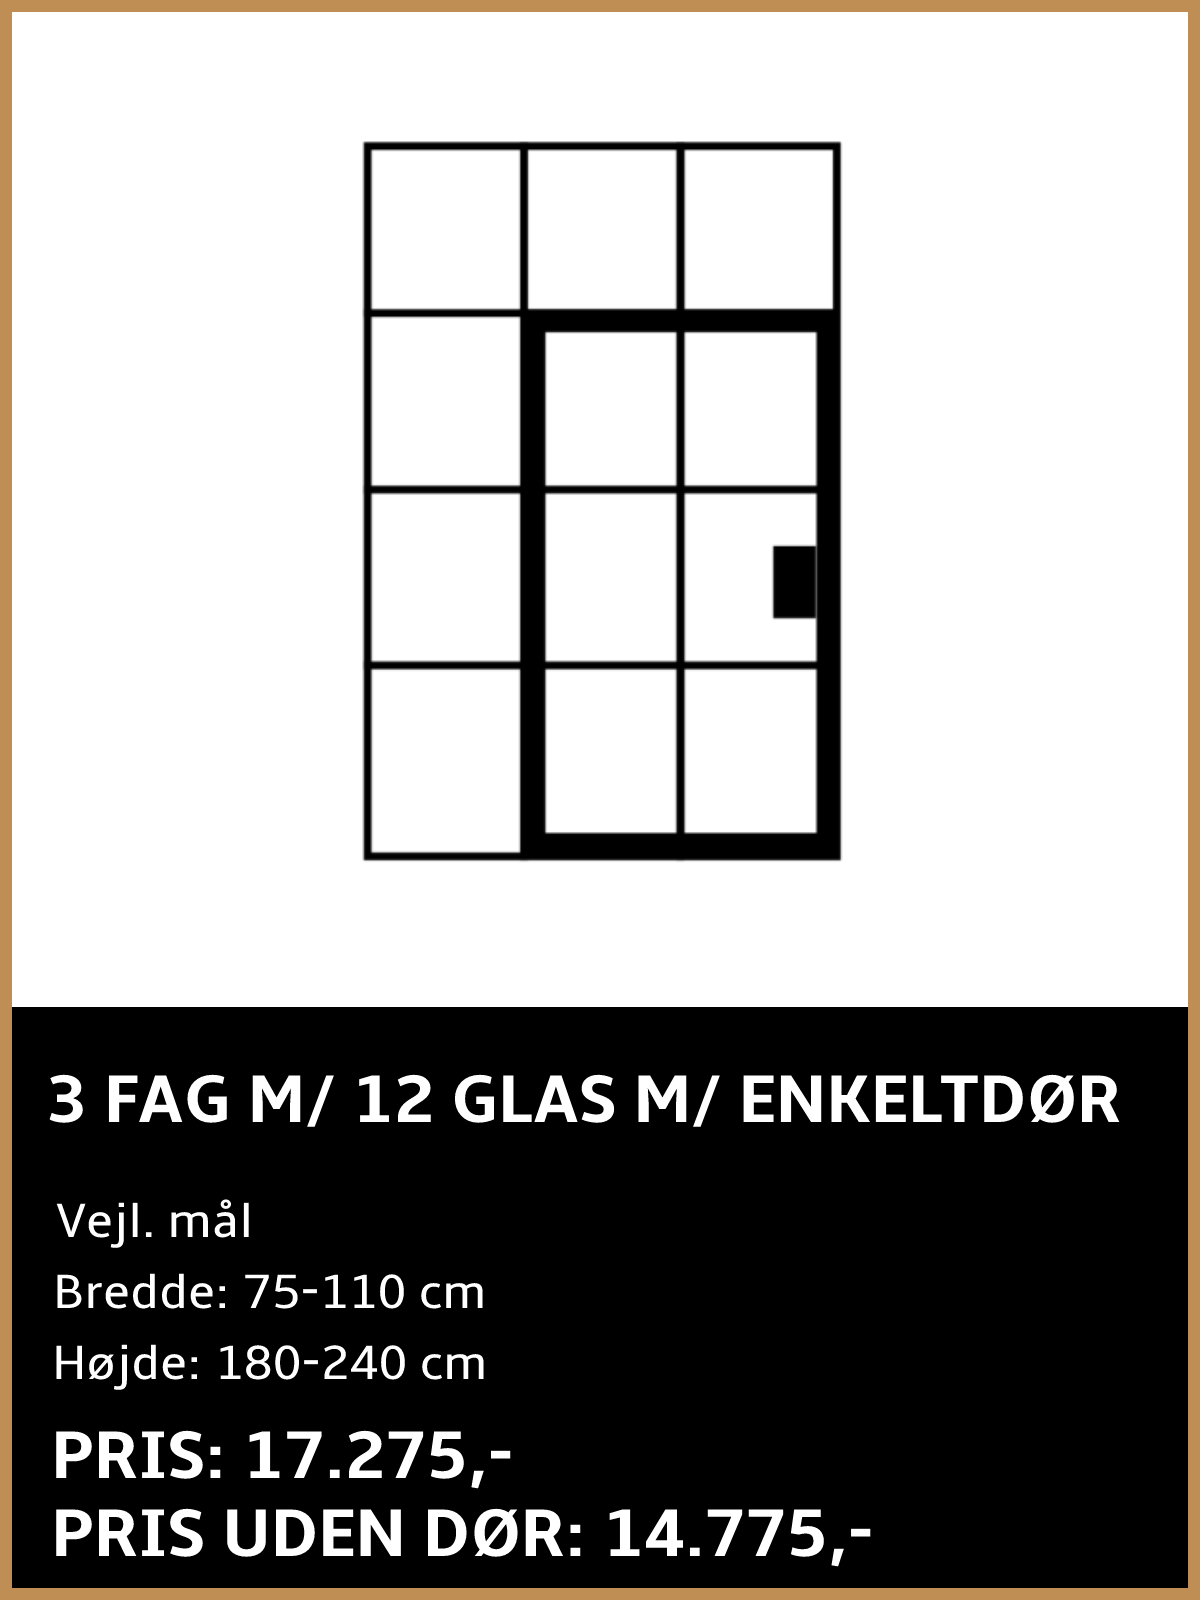 3 FAG M/ 12 GLAS M/ ENKELTDØR
Vejl. mål
Bredde: 75-110 cm
Højde: 180-240 cm
PRIS: 17.275,-
PRIS UDEN DØR: 14.775,-